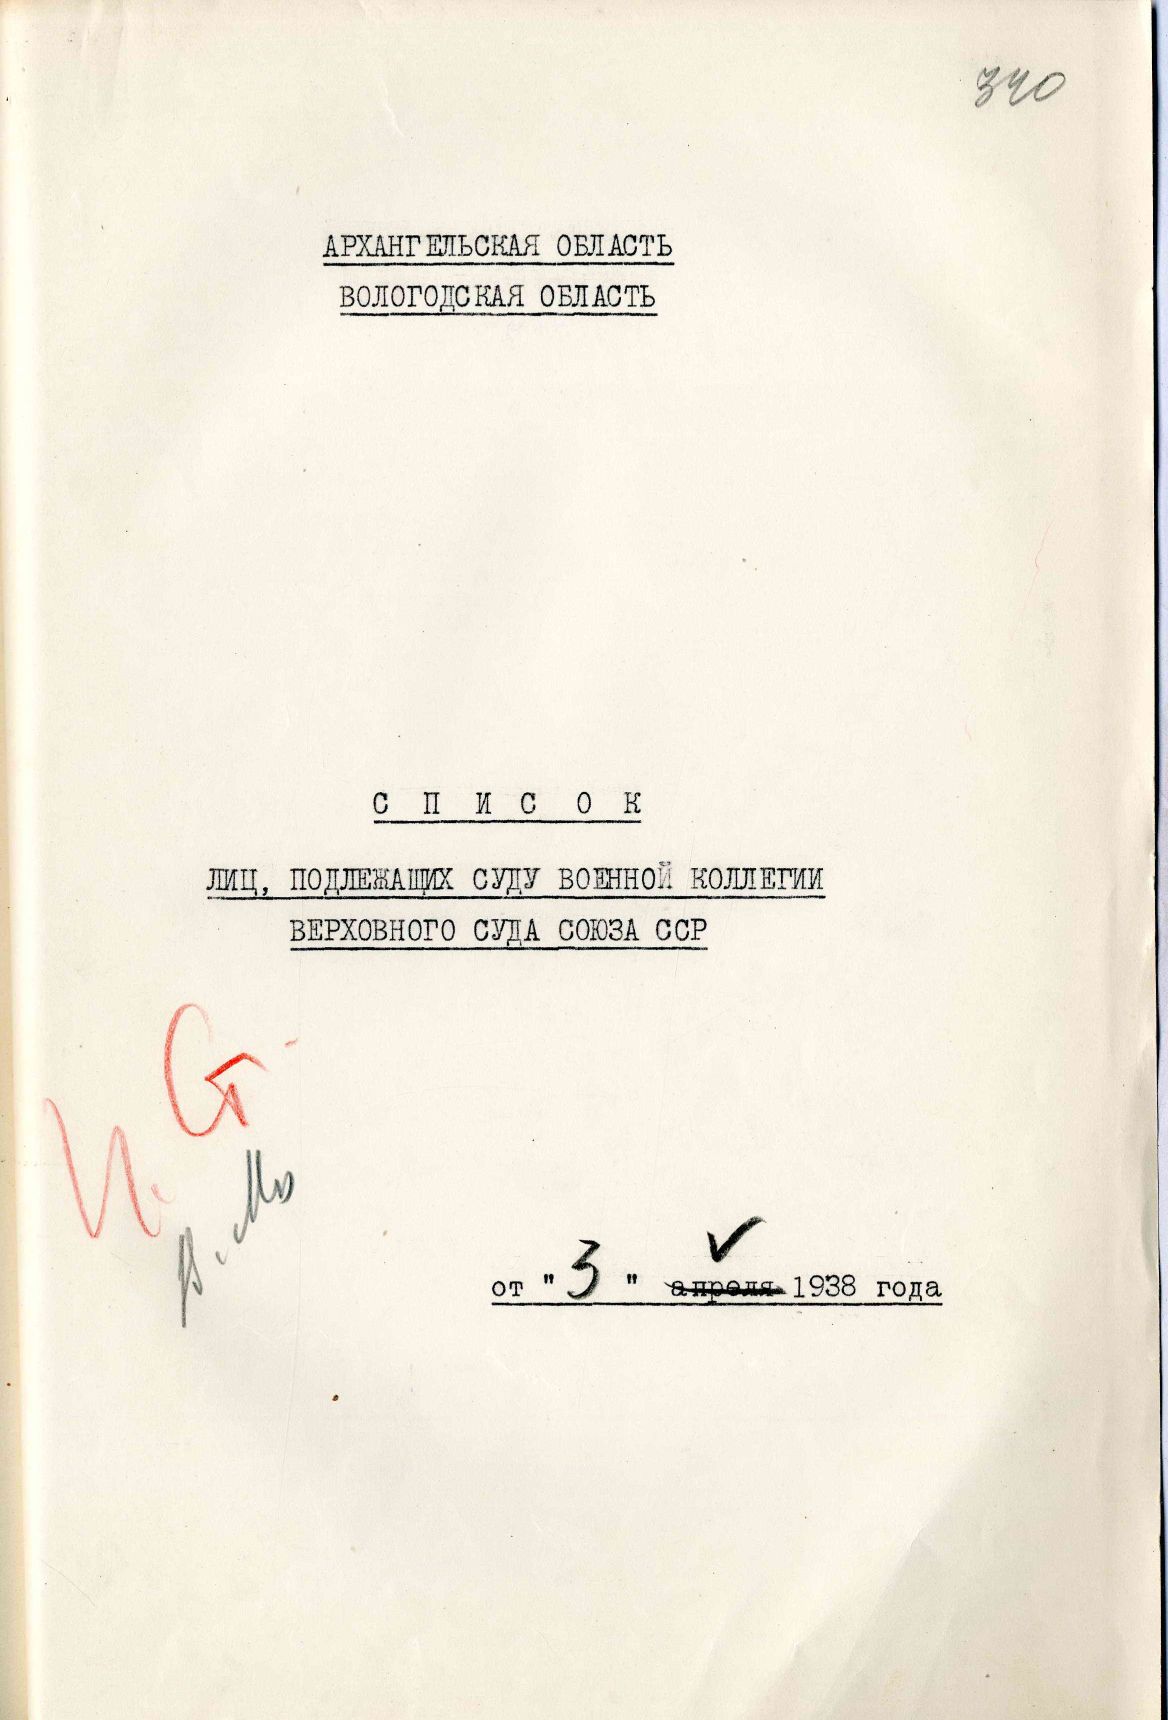 340
АРХАНГЕЛЬСКАЯ ОБЛАСТЬ
ВОЛОГОДСКАЯ ОБЛАСТЬ
С П И С О К
ЛИЦ, ПОДЛЕЖАЩИХ СУДУ ВОЕННОЙ КОЛЛЕГИИ
ВЕРХОВНОГО СУДА СОЮЗА ССР
И. Ст.
В. Мо
от "3" апреля 1938 года